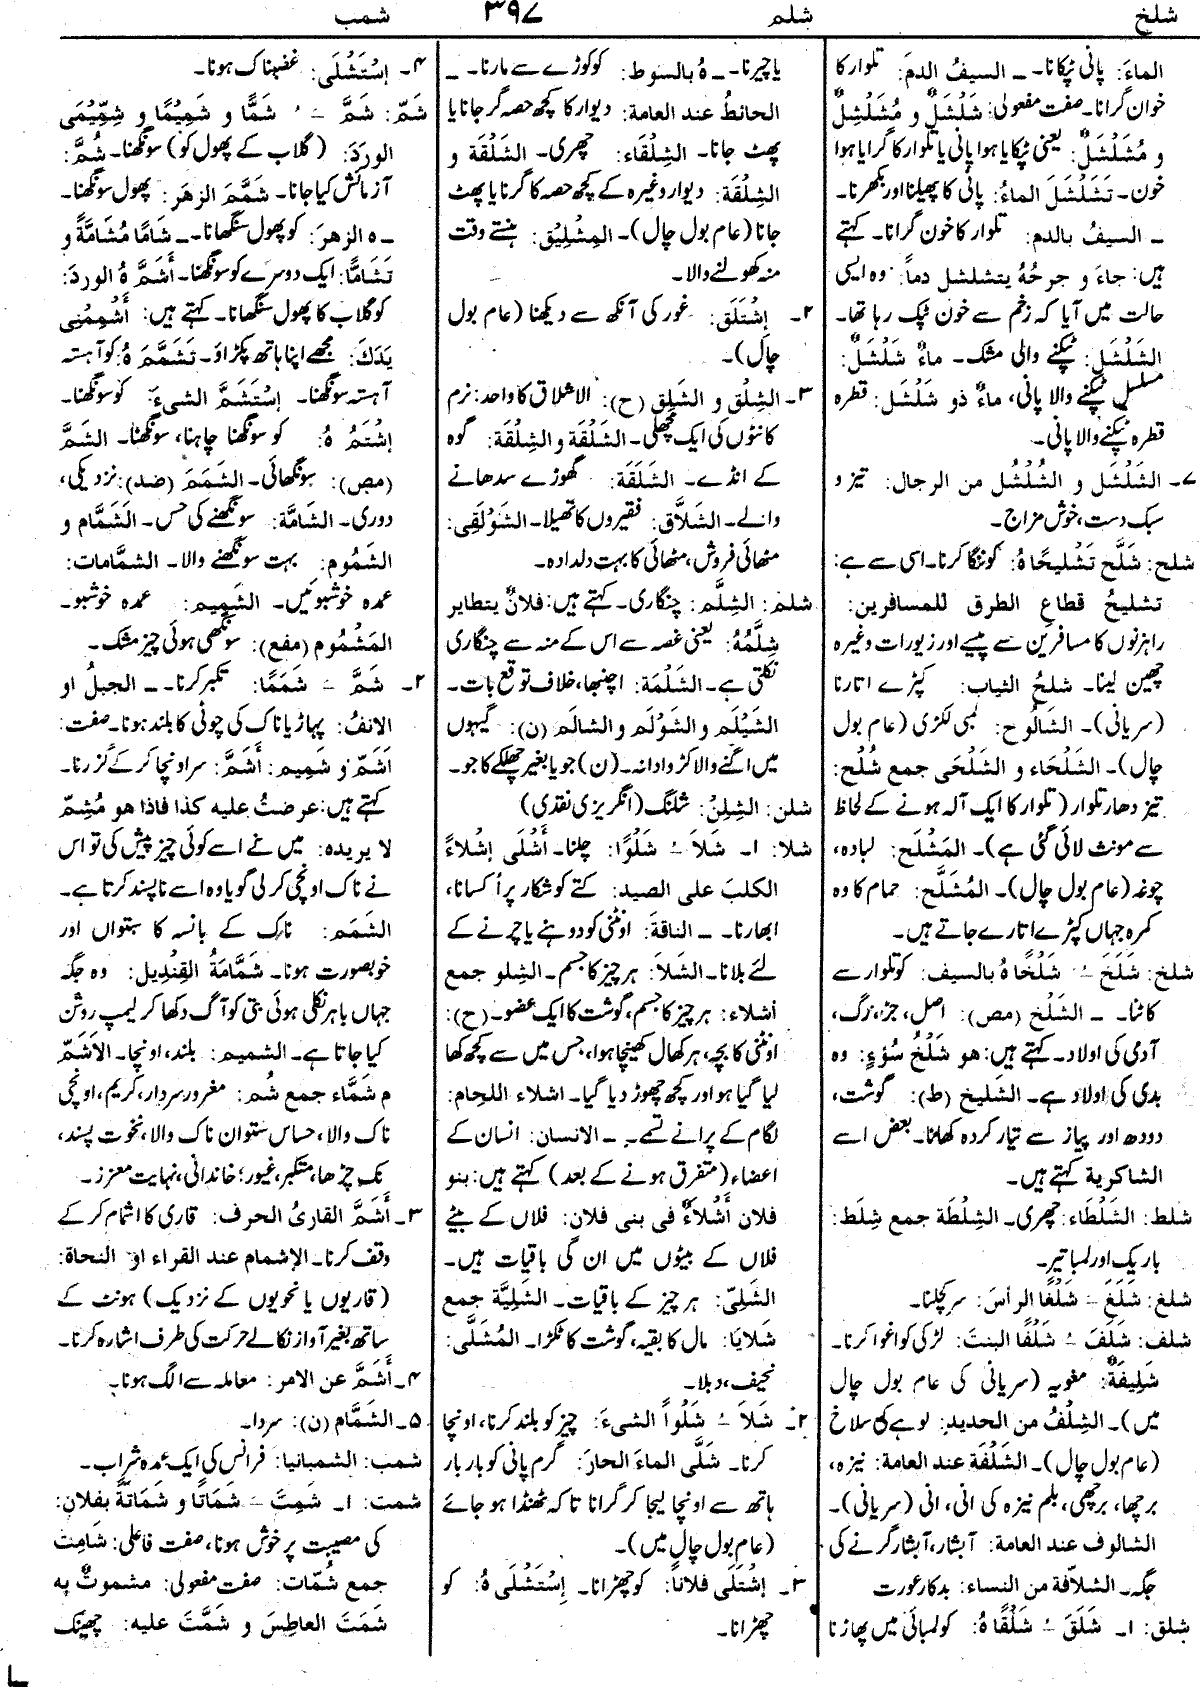 شلخ
شلم
۳۹۷
شمب
الماءَ: پانی ٹپکانا۔ ـ السیفُ الدمَ: تلوار کا
خوان گرانا۔ صفت مفعولی: شَلْشَلٌ و مُشَلْشِلٌ
و مُشَلْشَلٌ: یعنی ٹپکایا ہوا پانی یا تلوار کا گرایا ہوا
خون۔ تَشَلْشَلَ الماءُ: پانی کا پھیلنا اور بکھرنا۔
ـ السیفُ بالدم: تلوار کا خون گرانا۔ کہتے
ہیں: جاءَ و جرحُهُ یتشلشل دماً: وہ ایسی
حالت میں آیا کہ زخم سے خون ٹپک رہا تھا۔
الشَلْشَل: ٹپکنے والی مشک۔ ماءٌ شَلْشَلٌ:
مسلسل ٹپکنے والا پانی، ماءٌ ذو شَلْشَل: قطرہ
قطرہ ٹپکنے والا پانی۔
۷۔ الشَلْشَل و الشُلْشُل من الرجال: تیز و
سبک دست، خوش مزاج۔
شلح: شَلَّحَ تَشْلیحًا هُ: کو ننگا کرنا۔ اسی سے ہے:
تشلیحُ قطاعِ الطرق للمسافرین:
راہزنوں کا مسافرین سے پیسے اور زیورات وغیرہ
چھین لینا۔ شلحُ الثیاب: کپڑے اتارنا
(سریانی)۔ الشَالُوح: لمبی لکڑی (عام بول
چال)۔ الشَلْحَاء و الشَلْحَی جمع شُلْح:
تیز دھار تلوار (تلوار کا ایک آلہ ہونے کے لحاظ
سے مونث لائی گئی ہے)۔ المَشْلَح: لبادہ،
چوغہ (عام بول چال)۔ المُشَلَّح: حمام کا وہ
کمرہ جہاں کپڑے اتارے جاتے ہیں۔
شلخ: شَلَخَ ـُ شَلْخًا هُ بالسیف: کو تلوار سے
کاٹنا۔ ـ الشَلْخ (مص): اصل، جڑ، رگ،
آدمی کی اولاد۔ کہتے ہیں: هو شَلْخُ سُوْءٍ: وہ
بدی کی اولاد ہے۔ الشَلیخ (ط): گوشت،
دودھ اور پیاز سے تیار کردہ کھانا۔ بعض اسے
الشاکریة کہتے ہیں۔
شلط: الشَلْطَاء: چھری۔ الشِلْطَة جمع شِلَط:
باریک اور لمبا تیر۔
شلغ: شَلَغَ ـَ شَلْغًا الرأسَ: سر کچلنا۔
شلف: شَلَفَ ـُ شَلْفًا البنتَ: لڑکی کو اغوا کرنا۔
شَلِیفَةٌ: مغویہ (سریانی کی عام بول چال
میں)۔ الشِلْفُ من الحدید: لوہے کی سلاخ
(عام بول چال)۔ الشَلْفَة عند العامة: نیزہ،
برچھا، برچھی، بلم نیزہ کی انی، انی (سریانی)۔
الشالوف عند العامة: آبشار، آبشار گرنے کی
جگہ۔ الشلاّفة من النساء: بدکار عورت
شلق: ۱۔ شَلَقَ ـُ شَلْقًا هُ: کو لمبائی میں پھاڑنا
یا چیرنا۔ ـ هُ بالسوط: کو کوڑے سے مارنا۔ ـ
الحائطُ عند العامة: دیوار کا کچھ حصہ گر جانا یا
پھٹ جانا۔ الشِلْقَاء: چھری۔ الشَلْقَة و
الشِلْقَة: دیوار وغیرہ کے کچھ حصہ کا گرنا یا پھٹ
جانا (عام بول چال)۔ المِشْلِیْق: ہنستے وقت
منہ کھولنے والا۔
۲۔ اِشْتَلَق: غور کی آنکھ سے دیکھنا (عام بول
چال)۔
۳۔ الشِلْق و الشَلِق (ح): الاشلاق کا واحد: نرم
کانٹوں کی ایک مچھلی۔ الشَلْقَة و الشِلْقَة: گوہ
کے انڈے۔ الشَلَقَة: گھوڑے سدھانے
والے۔ الشَلاَّق: فقیروں کا تھیلا۔ الشَوْلَقِی:
مٹھائی فروش، مٹھائی کا بہت دلدادہ۔
شلم: الشِلَّم: چنگاری۔ کہتے ہیں: فلانٌ یتطایر
شِلَّمُهُ: یعنی غصہ سے اس کے منہ سے چنگاری
نکلتی ہے۔ الشَلْمَة: اچنبھا، خلاف توقع بات۔
الشَیْلَم و الشَوْلَم و الشالَم (ن): گیہوں
میں اگنے والا کڑوا دانہ۔ (ن) جو یا بغیر چھلکے کا جو۔
شلن: الشِلِنْ: شلنگ (انگریزی نقدی)
شلا: ۱۔ شَلاَ ـُ شَلْوًا: چلنا۔ أَشْلَی اِشْلاءً
الکلبَ علی الصید: کتے کو شکار پر اُکسانا،
ابھارنا۔ ـ الناقةَ: اونٹنی کو دوہنے یا چرنے کے
لئے بلانا۔ الشَلاَ: ہر چیز کا جسم۔ الشِلو جمع
أشلاء: ہر چیز کا جسم، گوشت کا ایک عضو۔ (ح):
اونٹنی کا بچہ، ہر کھال کھینچا ہوا، جس میں سے کچھ کھا
لیا گیا ہو اور کچھ چھوڑ دیا گیا۔ اشلاء اللحام:
لگام کے پرانے تسمے۔ ـ الانسان: انسان کے
اعضاء (متفرق ہونے کے بعد) کہتے ہیں: بنو
فلان أَشْلاءٌ فی بنی فلان: فلاں کے بیٹے
فلاں کے بیٹوں میں ان گی باقیات ہیں۔
الشَلِیّ: ہر چیز کے باقیات۔ الشَلِیَّة جمع
شَلایَا: مال کا بقیہ، گوشت کا ٹکڑا۔ المُشَلَّی:
نحیف، دبلا۔
۲۔ شَلاَ ـُ شَلْواً الشیءَ: چیز کو بلند کرنا، اونچا
کرنا۔ شَلَّی الماءَ الحارَ: گرم پانی کو بار بار
ہاتھ سے اونچا لیجا کر گرانا تاکہ ٹھنڈا ہو جائے
(عام بول چال میں)۔
۳۔ اِشْتَلَی فلاناً: کو چھڑانا۔ اِسْتَشْلَی هُ: کو
چھڑانا۔
۴۔ اِسْتَشْلَی: غضبناک ہونا۔
شَمّ: شَمَّ ـُ شَمًّا و شَمِیْمًا و شِمِّیْمَی
الوردَ: (گلاب کے پھول کو) سونگھنا۔ شُمَّ:
آزمائش کیا جانا۔ شَمَّمَ الزهرَ: پھول سونگھنا۔
ـ ہ الزهرَ: کو پھول سنگھانا۔ ـ شَامًّا مُشَامَّةً و
تَشَامًّا: ایک دوسرے کو سونگھنا۔ أَشَمَّ هُ الوردَ:
کو گلاب کا پھول سنگھانا۔ کہتے ہیں: أَشْمِمْنِی
یَدَکَ: مجھے اپنا ہاتھ پکڑاؤ۔ تَشَمَّمَ هُ: کو آہستہ
آہستہ سونگھنا۔ اِسْتَشَمَّ الشیءَ: کو سونگھنا۔
اِشْتَمَّ هُ: کو سونگھنا چاہنا، سونگھنا۔ الشَمَّ
(مص): سونگھائی۔ الشَمَمَ (ضد): نزدیکی،
دوری۔ الشَامَّة: سونگھنے کی حس۔ الشَمَّام و
الشَمُوم: بہت سونگھنے والا۔ الشمَّامات:
عمدہ خوشبوئیں۔ الشَمِیم: عمدہ خوشبو۔
المَشْمُوم (مفع): سونگھی ہوئی چیز مشک۔
۲۔ شَمَّ ـَ شَمَمًا: تکبر کرنا۔ ـ الجبلُ او
الانفُ: پہاڑ یا ناک کی چوٹی کا بلند ہونا۔ صفت:
اَشَمّ و شَمِیم: أَشَمَّ: سر اونچا کر کے گزرنا۔
کہتے ہیں: عرضتُ علیه کذا فاذا هو مُشِمّ
لا یریده: میں نے اسے کوئی چیز پیش کی تو اس
نے ناک اونچی کر لی گویا وہ اسے ناپسند کرتا ہے۔
الشَمَم: ناک کے بانسہ کا ستواں اور
خوبصورت ہونا۔ شَمَّامَةُ القِنْدِیل: وہ جگہ
جہاں باہر نکلی ہوئی بتی کو آگ دکھا کر لیمپ روشن
کیا جاتا ہے۔ الشمیم: بلند، اونچا۔ الأَشَمّ
م شَمَّاء جمع شُم: مغرور سردار، کریم، اونچی
ناک والا، حساس ستوان ناک والا، نخوت پسند،
نک چڑھا، متکبر، غیور؛ خاندانی، نہایت معزز۔
۳۔ أَشَمَّ القاریُٔ الحرف: قاری کا اشمام کر کے
وقف کرنا۔ الإشمام عند القراء او النحاة:
(قاریوں یا نحویوں کے نزدیک) ہونٹ کے
ساتھ بغیر آواز نکالے حرکت کی طرف اشارہ کرنا۔
۴۔ أَشَمَّ عن الامر: معاملہ سے الگ ہونا۔
۵۔ الشَمَّام (ن): سردا۔
شمب: الشمبانیا: فرانس کی ایک عمدہ شراب۔
شمت: ۱۔ شَمِتَ ـَ شَمَاتًا و شَمَاتَةً بفلان:
کی مصیبت پر خوش ہونا، صفت فاعلی: شَامِت
جمع شُمَّات: صفت مفعولی: مشموتٌ به
شَمَتَ العاطِسَ و شَمَّتَ علیه: چھینک